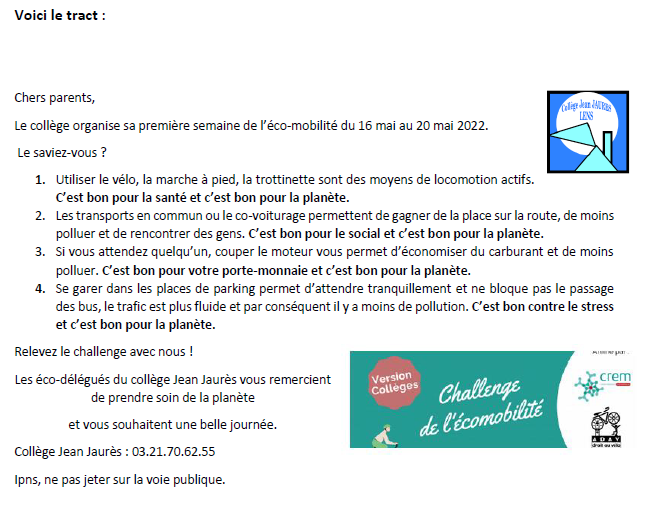 Voici le tract :
Chers parents,
Collège Jean JAURES
LENS
Le collège organise sa première semaine de l'éco-mobilité du 16 mai au 20 mai 2022.
Le saviez-vous ?
1. Utiliser le vélo, la marche à pied, la trottinette sont des moyens de locomotion actifs.
C'est bon pour la santé et c'est bon pour la planète.
2. Les transports en commun ou le co-voiturage permettent de gagner de la place sur la route, de moins
polluer et de rencontrer des gens. C'est bon pour le social et c'est bon pour la planète.
3. Si vous attendez quelqu'un, couper le moteur vous permet d'économiser du carburant et de moins
polluer. C'est bon pour votre porte-monnaie et c'est bon pour la planète.
4. Se garer dans les places de parking permet d'attendre tranquillement et ne bloque pas le passage
des bus, le trafic est plus fluide et par conséquent il y a moins de pollution. C'est bon contre le stress
et c'est bon pour la planète.
Relevez le challenge avec nous !
Les éco-délégués du collège Jean Jaurès vous remercient
de prendre soin de la planète
et vous souhaitent une belle journée.
Version
Collèges
Challenge
de l'écomobilité
crem
ADAV
droit au vélo
Collège Jean Jaurès : 03.21.70.62.55
Ipns, ne pas jeter sur la voie publique.